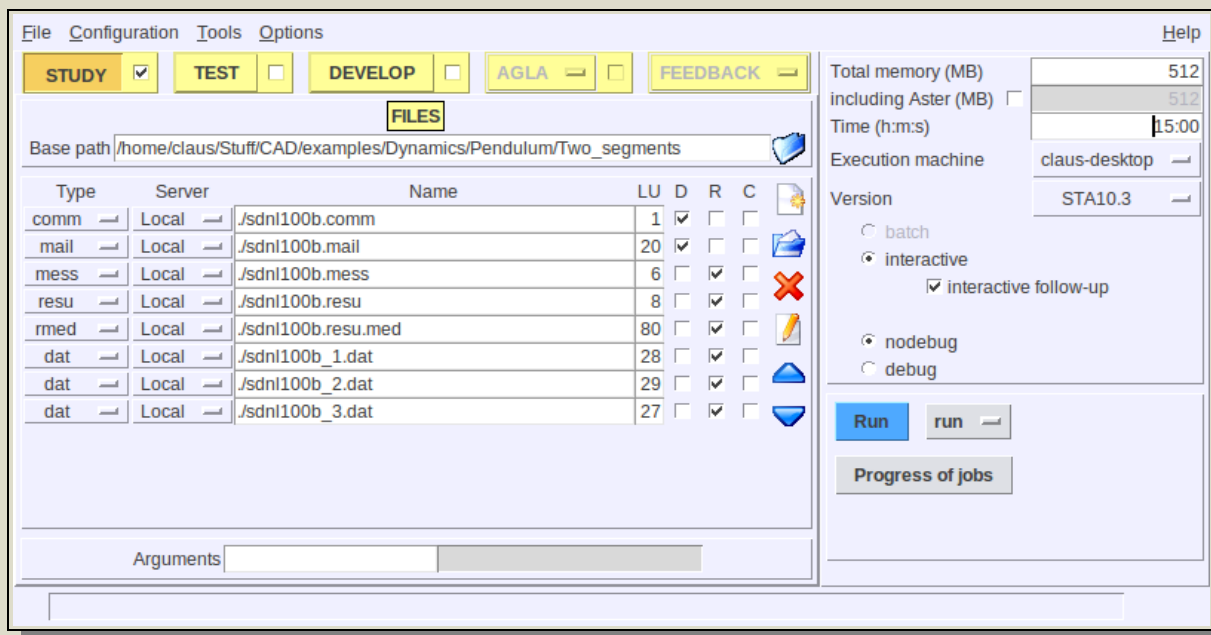 File Configuration Tools Options Help
STUDY TEST DEVELOP AGLA FEEDBACK
FILES
Base path /home/claus/Stuff/CAD/examples/Dynamics/Pendulum/Two_segments
Type Server Name LU D R C
comm Local ./sdnl100b.comm 1
mail Local ./sdnl100b.mail 20
mess Local ./sdnl100b.mess 6
resu Local ./sdnl100b.resu 8
rmed Local ./sdnl100b.resu.med 80
dat Local ./sdnl100b_1.dat 28
dat Local ./sdnl100b_2.dat 29
dat Local ./sdnl100b_3.dat 27
Arguments
Total memory (MB) 512
including Aster (MB) 512
Time (h:m:s) 15:00
Execution machine claus-desktop
Version STA10.3
batch
interactive
interactive follow-up
nodebug
debug
Run run
Progress of jobs